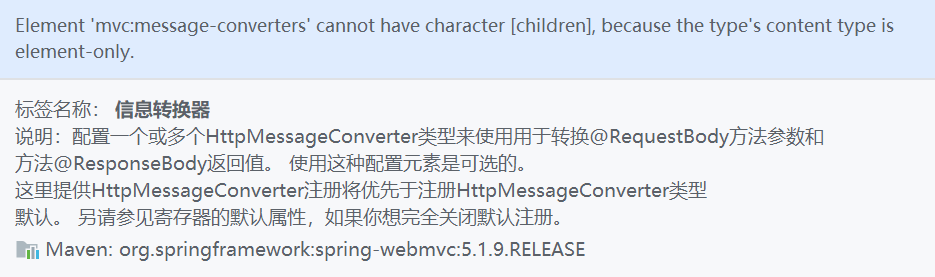 Element 'mvc:message-converters' cannot have character [children], because the type's content type is
element-only.
标签名称： 信息转换器
说明：配置一个或多个HttpMessageConverter类型来使用用于转换@RequestBody方法参数和
方法@ResponseBody返回值。 使用这种配置元素是可选的。
这里提供HttpMessageConverter注册将优先于注册HttpMessageConverter类型
默认。 另请参见寄存器的默认属性，如果你想完全关闭默认注册。
Maven: org.springframework:spring-webmvc:5.1.9.RELEASE